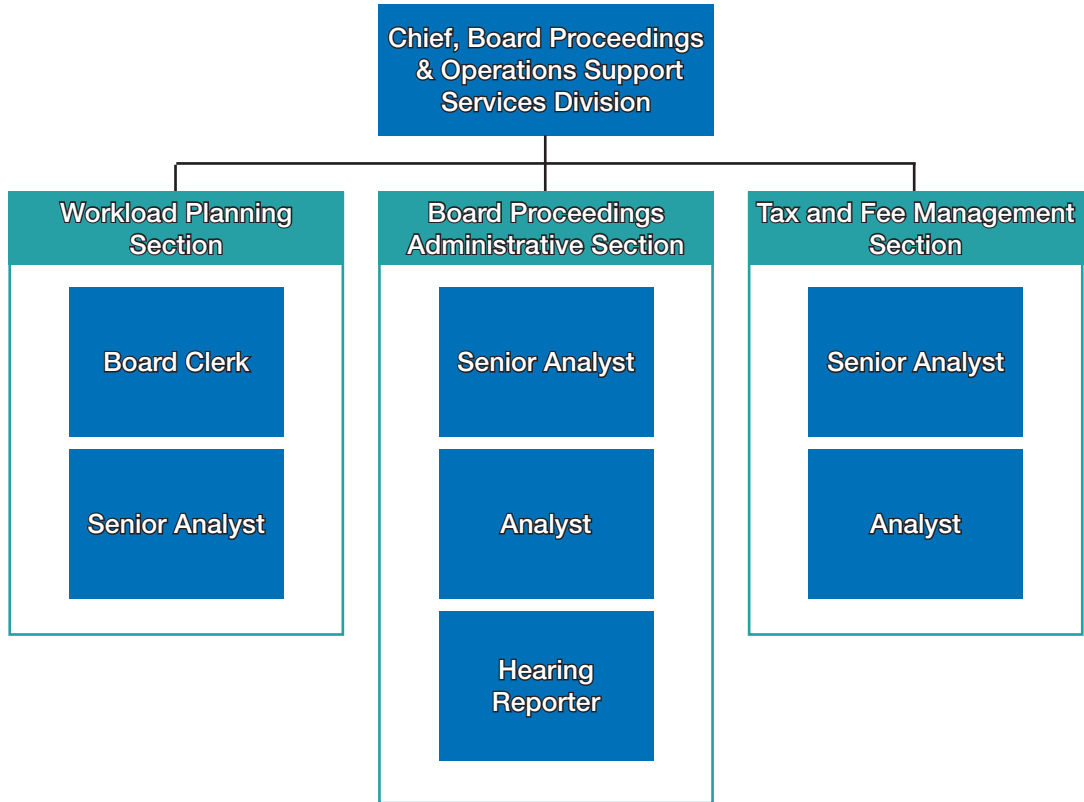 Chief, Board Proceedings
& Operations Support
Services Division
Workload Planning
Section
Board Clerk
Senior Analyst
Board Proceedings
Administrative Section
Senior Analyst
Analyst
Hearing
Reporter
Tax and Fee Management
Section
Senior Analyst
Analyst